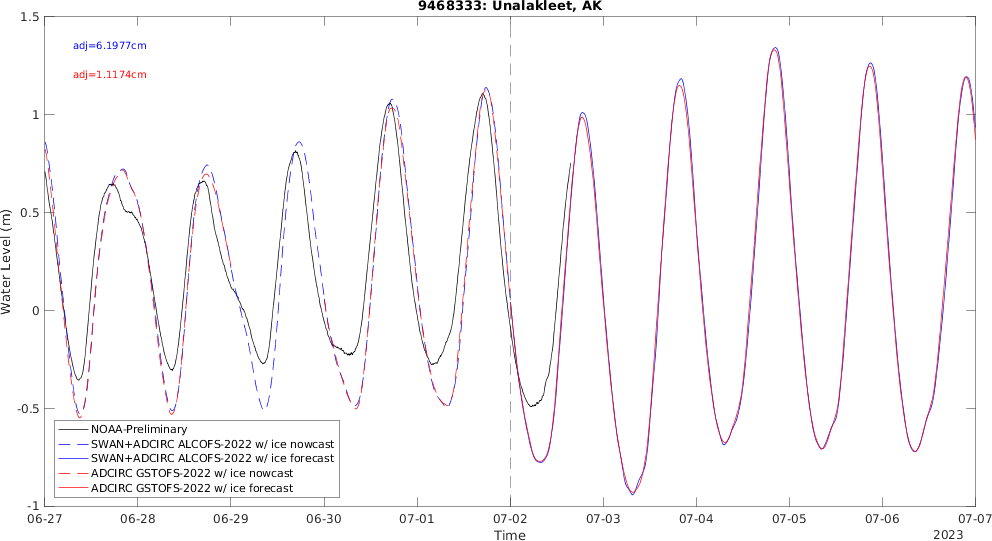 9468333: Unalakleet, AK
adj=6.1977cm
adj=1.1174cm
Water Level (m)
1.5
1
0.5
0
-0.5
-1
NOAA-Preliminary
SWAN+ADCIRC ALCOFS-2022 w/ ice nowcast
SWAN+ADCIRC ALCOFS-2022 w/ ice forecast
ADCIRC GSTOFS-2022 w/ ice nowcast
ADCIRC GSTOFS-2022 w/ ice forecast
06-27 06-28 06-29 06-30 07-01 07-02 07-03 07-04 07-05 07-06 07-07
Time
2023